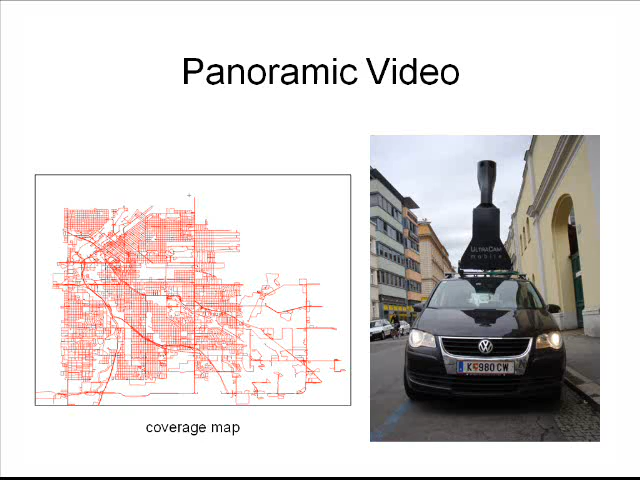 Panoramic Video
ULTRACAM
mobile
K 980 CW
coverage map